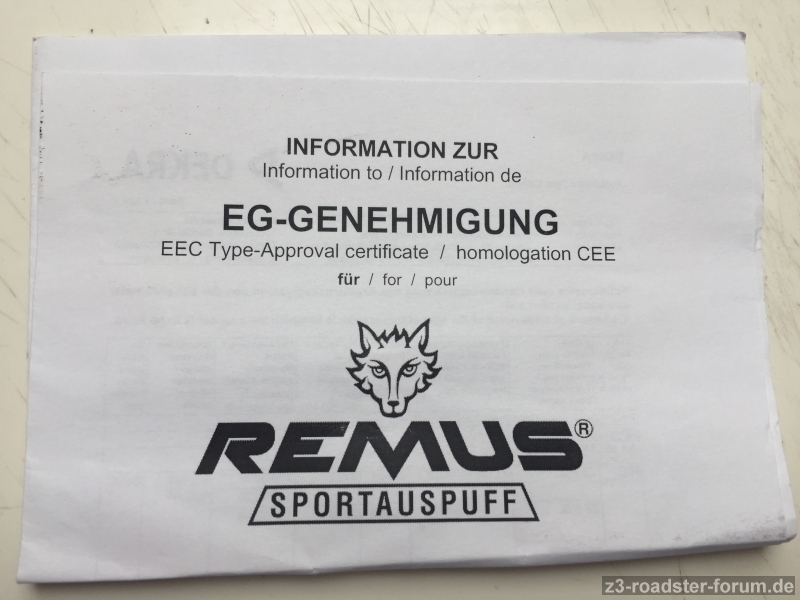 INFORMATION ZUR
Information to / Information de
EG-GENEHMIGUNG
EEC Type-Approval certificate / homologation CEE
für / for / pour
REMUS®
SPORTAUSPUFF
DEKRA
z3-roadster-forum.de